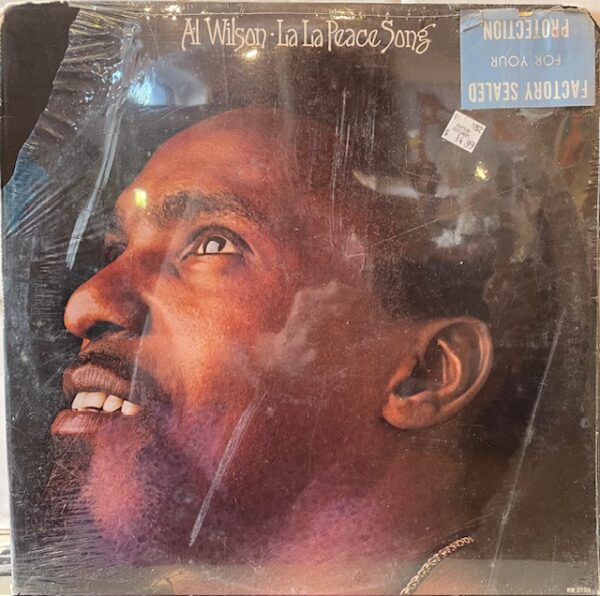 Al Wilson · La La Peace Song
FACTORY SEALED
FOR YOUR
PROTECTION
$ 14.99